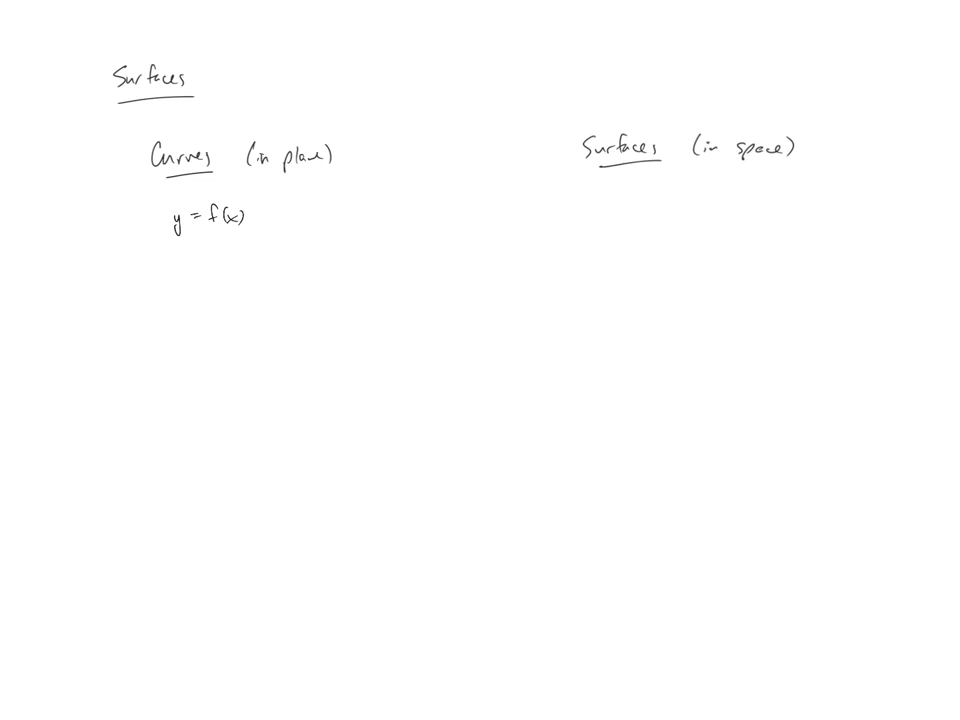 Surfaces
Curves (in plane)
Surfaces (in space)
y = f(x)